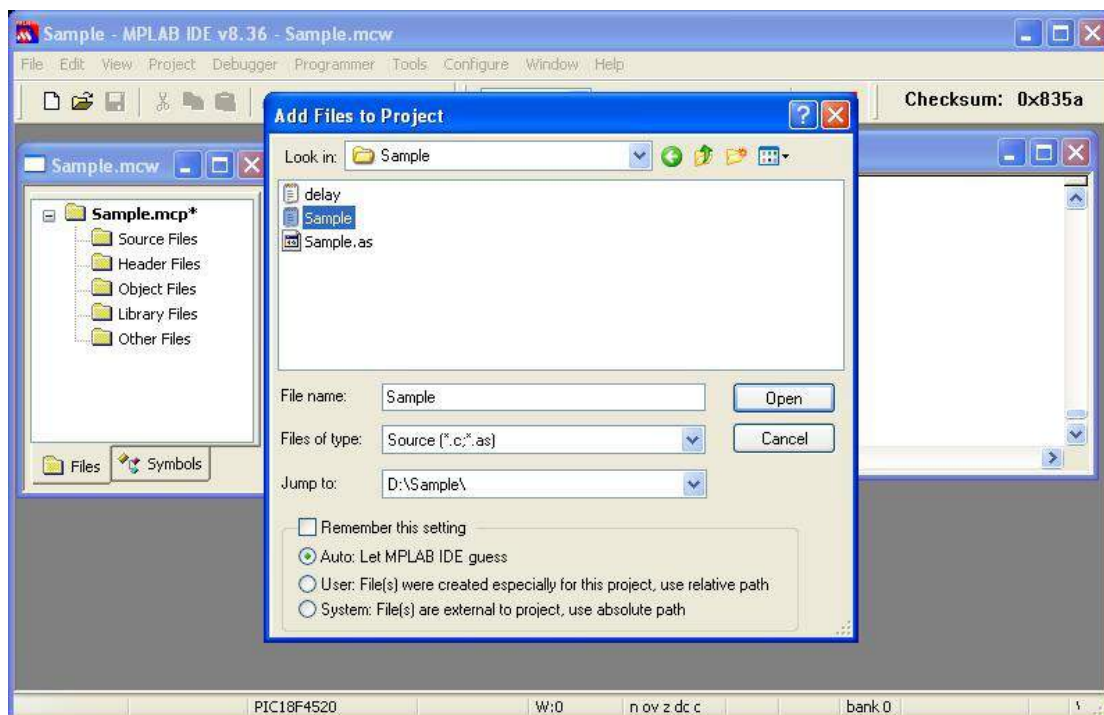 Sample - MPLAB IDE v8.36 - Sample.mcw
File Edit View Project Debugger Programmer Tools Configure Window Help
Checksum: 0x835a
Add Files to Project
Look in: Sample
delay
Sample
Sample.as
File name: Sample
Open
Files of type: Source (*.c;*.as)
Cancel
Jump to: D:\Sample\
Remember this setting
Auto: Let MPLAB IDE guess
User: File(s) were created especially for this project, use relative path
System: File(s) are external to project, use absolute path
Sample.mcw
Sample.mcp*
Source Files
Header Files
Object Files
Library Files
Other Files
Files Symbols
PIC18F4520 W:0 n ov z dc c bank 0